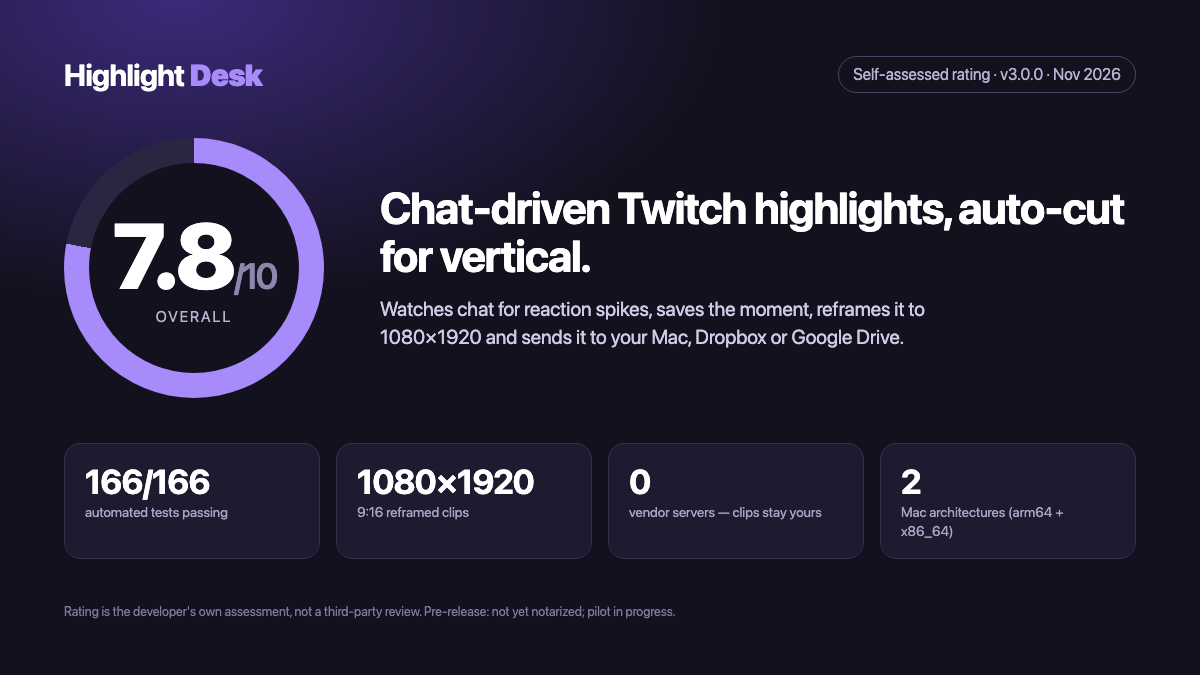 Highlight Desk
Self-assessed rating · v3.0.0 · Nov 2026
7.8/10
OVERALL
Chat-driven Twitch highlights, auto-cut
for vertical.
Watches chat for reaction spikes, saves the moment, reframes it to
1080×1920 and sends it to your Mac, Dropbox or Google Drive.
166/166
automated tests passing
1080×1920
9:16 reframed clips
0
vendor servers — clips stay yours
2
Mac architectures (arm64 +
x86_64)
Rating is the developer's own assessment, not a third-party review. Pre-release: not yet notarized; pilot in progress.